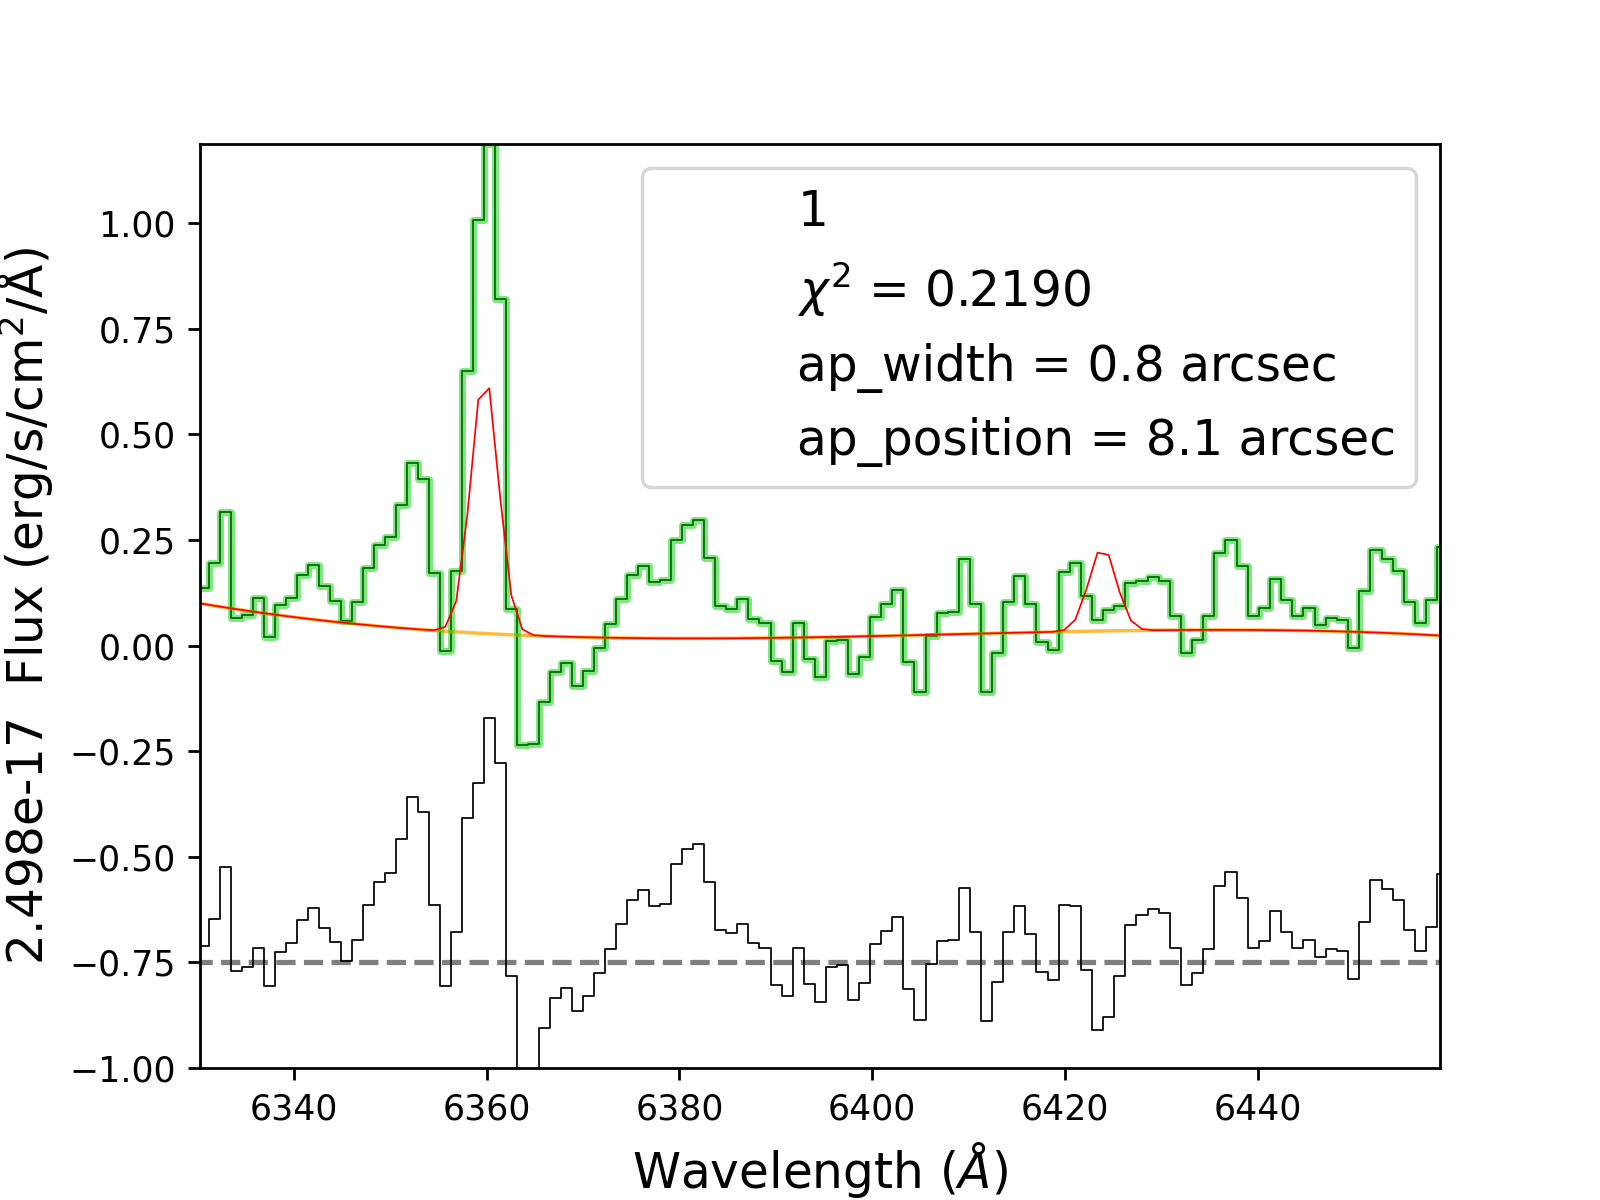 1
χ² = 0.2190
ap_width = 0.8 arcsec
ap_position = 8.1 arcsec
2.498e-17 Flux (erg/s/cm²/Å)
1.00
0.75
0.50
0.25
0.00
−0.25
−0.50
−0.75
−1.00
6340 6360 6380 6400 6420 6440
Wavelength (Å)